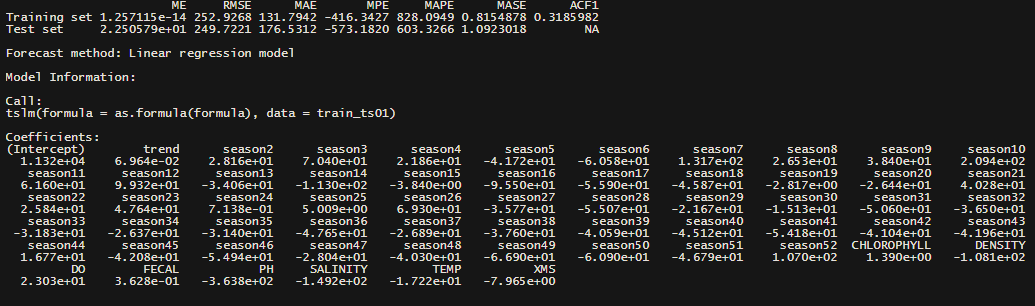 ME RMSE MAE MPE MAPE MASE ACF1
Training set 1.257115e-14 252.9268 131.7942 -416.3427 828.0949 0.8154878 0.3185982
Test set 2.250579e+01 249.7221 176.5312 -573.1820 603.3266 1.0923018 NA
Forecast method: Linear regression model
Model Information:
Call:
tslm(formula = as.formula(formula), data = train_ts01)
Coefficients:
(Intercept) trend season2 season3 season4 season5 season6 season7 season8 season9 season10
1.132e+04 6.964e-02 2.816e+01 7.040e+01 2.186e+01 -4.172e+01 -6.058e+01 1.317e+02 2.653e+01 3.840e+01 2.094e+02
season11 season12 season13 season14 season15 season16 season17 season18 season19 season20 season21
6.160e+01 9.932e+01 -3.406e+01 -1.130e+02 -3.840e+00 -9.550e+01 -5.590e+01 -4.587e+01 -2.817e+00 -2.644e+01 4.028e+01
season22 season23 season24 season25 season26 season27 season28 season29 season30 season31 season32
2.584e+01 4.764e+01 7.138e-01 5.009e+00 6.930e+01 -3.577e+01 -5.507e+01 -2.167e+01 -1.513e+01 -5.060e+01 -3.650e+01
season33 season34 season35 season36 season37 season38 season39 season40 season41 season42 season43
-3.183e+01 -2.637e+01 -3.140e+01 -4.765e+01 -2.689e+01 -3.760e+01 -4.059e+01 -4.512e+01 -5.418e+01 -4.104e+01 -4.196e+01
season44 season45 season46 season47 season48 season49 season50 season51 season52 CHLOROPHYLL DENSITY
1.677e+01 -4.208e+01 -5.494e+01 -2.804e+01 -4.030e+01 -6.690e+01 -6.090e+01 -4.679e+01 1.070e+02 1.390e+00 -1.081e+02
DO FECAL PH SALINITY TEMP XMS
2.303e+01 3.628e-01 -3.638e+02 -1.492e+02 -1.722e+01 -7.965e+00